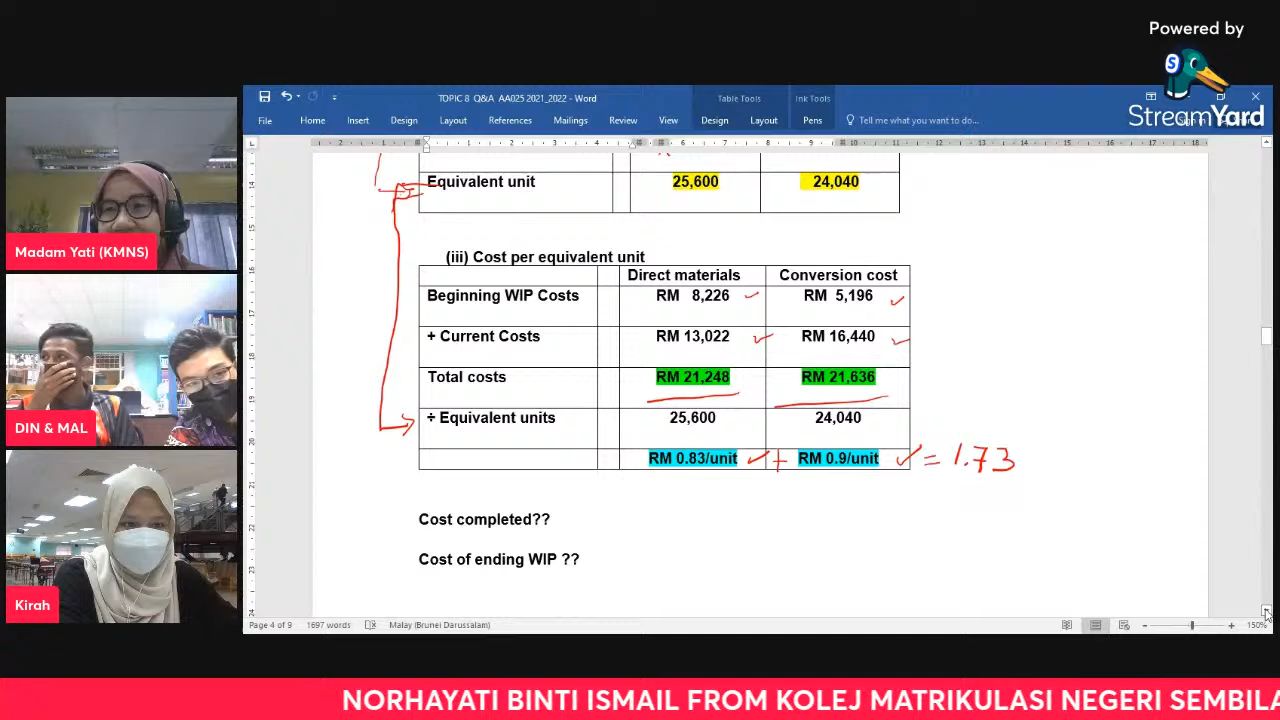 Powered by
StreamYard
TOPIC 8 Q&A AA025 2021_2022 - Word
Table Tools
Ink Tools
File Home Insert Design Layout References Mailings Review View Design Layout Pens Tell me what you want to do...
Equivalent unit 25,600 24,040
(iii) Cost per equivalent unit
Direct materials Conversion cost
Beginning WIP Costs RM 8,226 RM 5,196
+ Current Costs RM 13,022 RM 16,440
Total costs RM 21,248 RM 21,636
÷ Equivalent units 25,600 24,040
RM 0.83/unit + RM 0.9/unit = 1.73
Cost completed??
Cost of ending WIP ??
Page 4 of 9 1697 words Malay (Brunei Darussalam) 150%
Madam Yati (KMNS)
DIN & MAL
Kirah
NORHAYATI BINTI ISMAIL FROM KOLEJ MATRIKULASI NEGERI SEMBILA